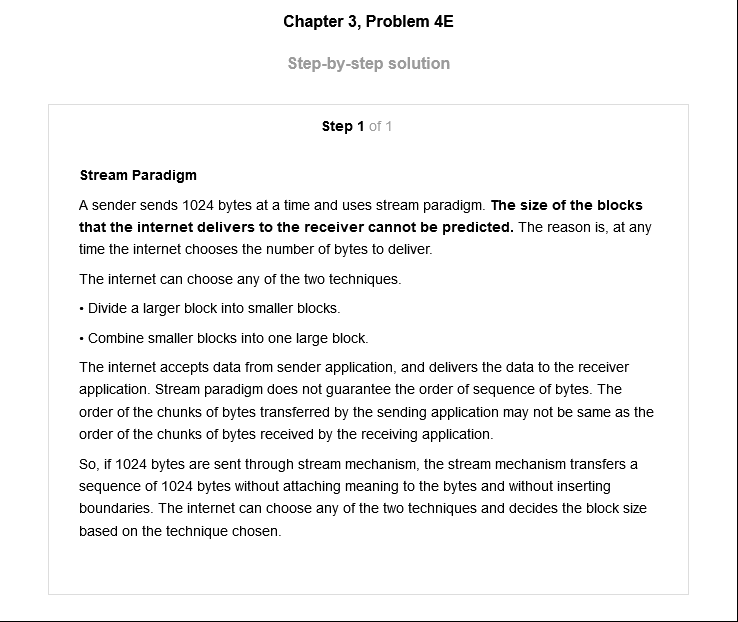 Chapter 3, Problem 4E
Step-by-step solution
Step 1 of 1
Stream Paradigm
A sender sends 1024 bytes at a time and uses stream paradigm. The size of the blocks
that the internet delivers to the receiver cannot be predicted. The reason is, at any
time the internet chooses the number of bytes to deliver.
The internet can choose any of the two techniques.
• Divide a larger block into smaller blocks.
• Combine smaller blocks into one large block.
The internet accepts data from sender application, and delivers the data to the receiver
application. Stream paradigm does not guarantee the order of sequence of bytes. The
order of the chunks of bytes transferred by the sending application may not be same as the
order of the chunks of bytes received by the receiving application.
So, if 1024 bytes are sent through stream mechanism, the stream mechanism transfers a
sequence of 1024 bytes without attaching meaning to the bytes and without inserting
boundaries. The internet can choose any of the two techniques and decides the block size
based on the technique chosen.